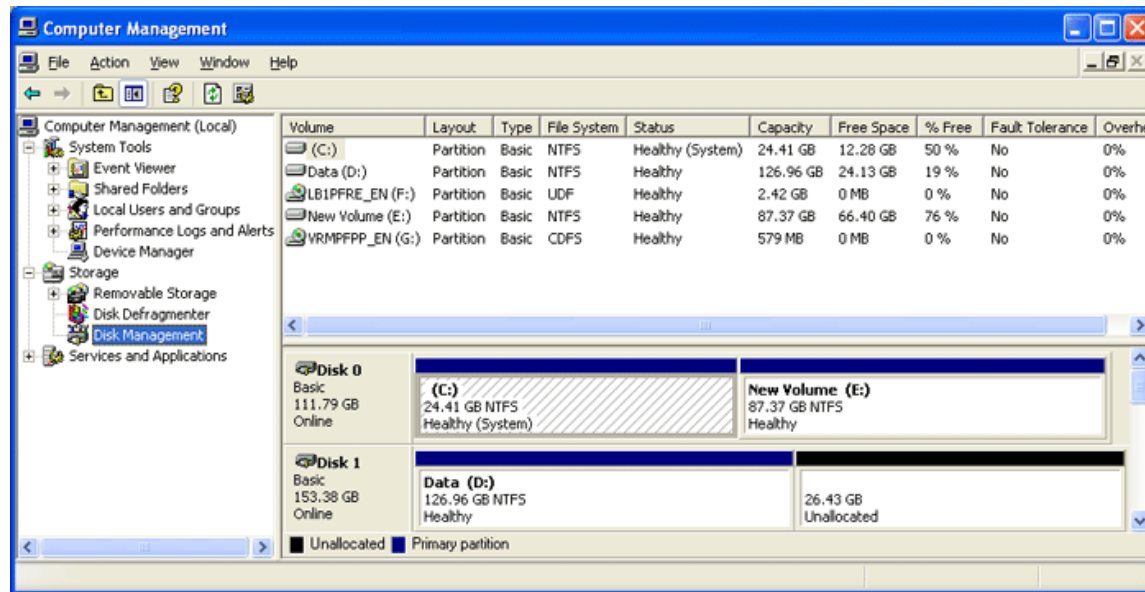 Computer Management
File Action View Window Help
Computer Management (Local)
System Tools
Event Viewer
Shared Folders
Local Users and Groups
Performance Logs and Alerts
Device Manager
Storage
Removable Storage
Disk Defragmenter
Disk Management
Services and Applications
Volume Layout Type File System Status Capacity Free Space % Free Fault Tolerance Overhe
(C:) Partition Basic NTFS Healthy (System) 24.41 GB 12.28 GB 50 % No 0%
Data (D:) Partition Basic NTFS Healthy 126.96 GB 24.13 GB 19 % No 0%
LB1PFRE_EN (F:) Partition Basic UDF Healthy 2.42 GB 0 MB 0 % No 0%
New Volume (E:) Partition Basic NTFS Healthy 87.37 GB 66.40 GB 76 % No 0%
VRMPFPP_EN (G:) Partition Basic CDFS Healthy 579 MB 0 MB 0 % No 0%
Disk 0
Basic
111.79 GB
Online
(C:)
24.41 GB NTFS
Healthy (System)
New Volume (E:)
87.37 GB NTFS
Healthy
Disk 1
Basic
153.38 GB
Online
Data (D:)
126.96 GB NTFS
Healthy
26.43 GB
Unallocated
Unallocated Primary partition